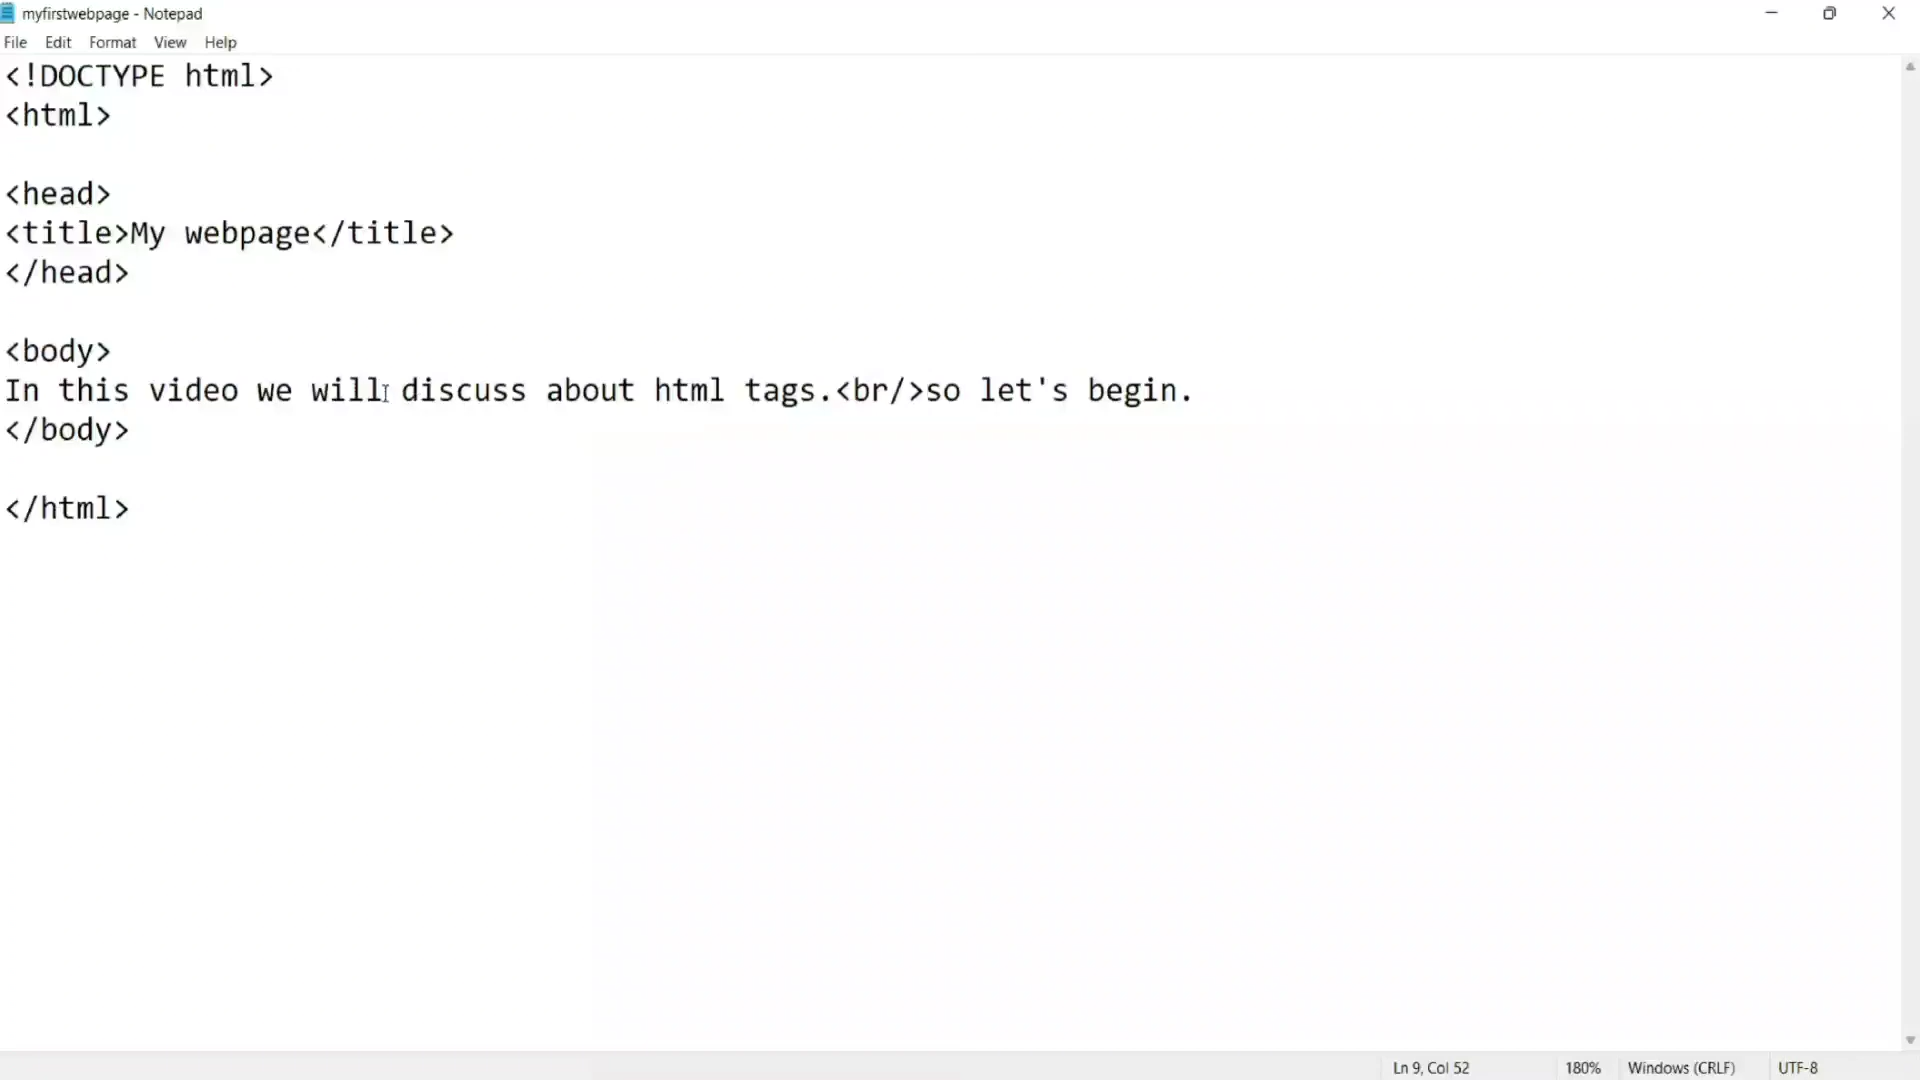 myfirstwebpage - Notepad
File Edit Format View Help
<!DOCTYPE html>
<html>
<head>
<title>My webpage</title>
</head>
<body>
In this video we will discuss about html tags.<br/>so let's begin.
</body>
</html>
Ln 9, Col 52 180% Windows (CRLF) UTF-8